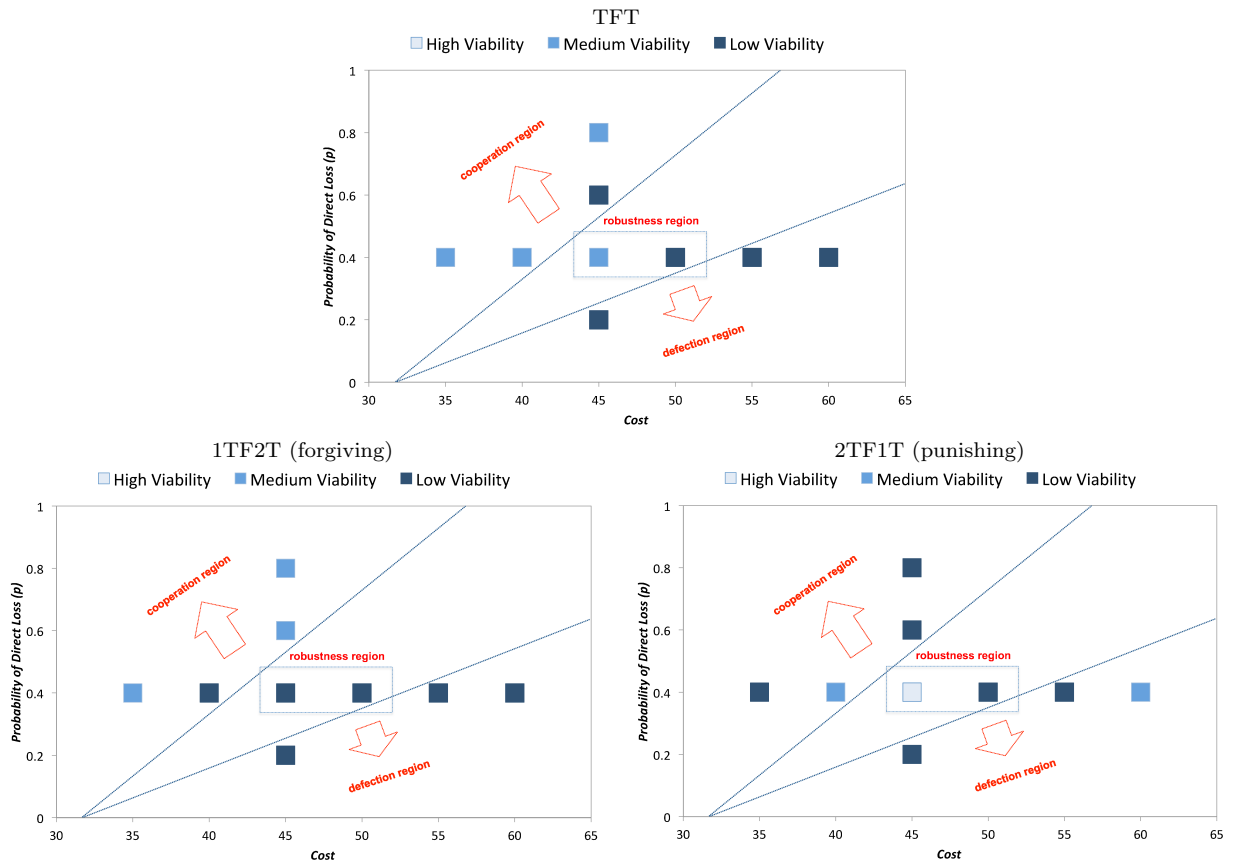 TFT
High Viability Medium Viability Low Viability
Probability of Direct Loss (p)
1
0.8
0.6
0.4
0.2
0
cooperation region
robustness region
defection region
30 35 40 45 50 55 60 65
Cost
1TF2T (forgiving)
High Viability Medium Viability Low Viability
Probability of Direct Loss (p)
1
0.8
0.6
0.4
0.2
0
cooperation region
robustness region
defection region
30 35 40 45 50 55 60 65
Cost
2TF1T (punishing)
High Viability Medium Viability Low Viability
Probability of Direct Loss (p)
1
0.8
0.6
0.4
0.2
0
cooperation region
robustness region
defection region
30 35 40 45 50 55 60 65
Cost